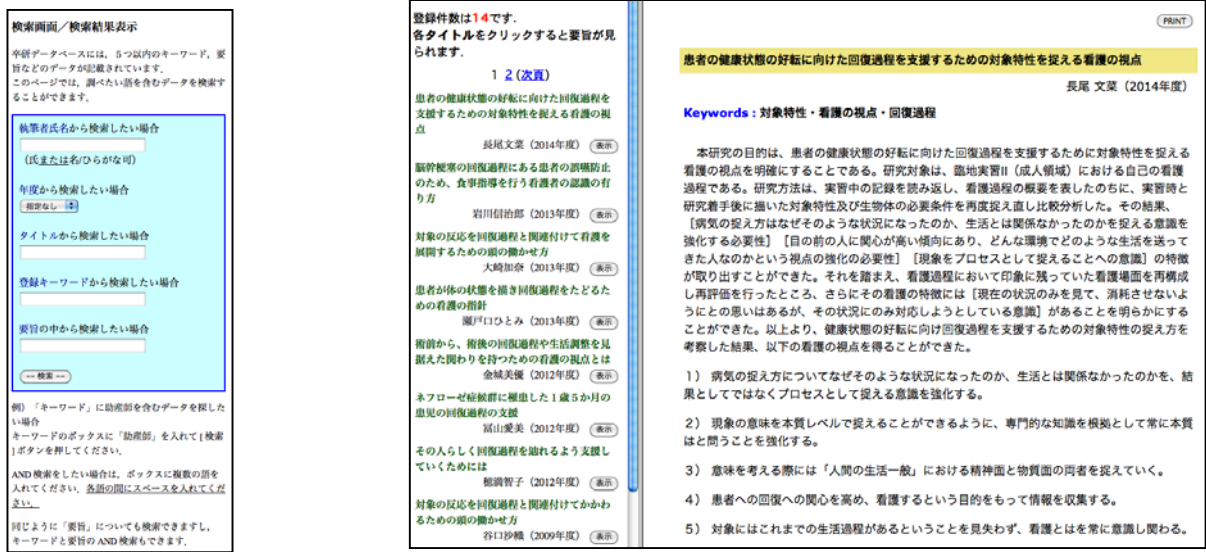 検索画面／検索結果表示
卒研データベースには，５つ以内のキーワード，要
旨などのデータが記載されています．
このページでは，調べたい語を含むデータを検索す
ることができます．
執筆者氏名から検索したい場合
（氏または名/ひらがな可）
年度から検索したい場合
指定なし
タイトルから検索したい場合
登録キーワードから検索したい場合
要旨の中から検索したい場合
-- 検索 --
例）「キーワード」に助産師を含むデータを探した
い場合
キーワードのボックスに「助産師」を入れて [検索
]ボタンを押してください．
AND 検索をしたい場合は，ボックスに複数の語を
入れてください．各語の間にスペースを入れてくだ
さい．
同じように「要旨」についても検索できますし，
キーワードと要旨の AND 検索もできます．
登録件数は14です．
各タイトルをクリックすると要旨が見
られます．
1 2 (次頁)
患者の健康状態の好転に向けた回復過程を
支援するための対象特性を捉える看護の視
点
長尾文菜（2014年度） 表示
脳幹梗塞の回復過程にある患者の誤嚥防止
のため、食事指導を行う看護者の認識の有
り方
岩川信治郎（2013年度） 表示
対象の反応を回復過程と関連付けて看護を
展開するための頭の働かせ方
大崎加奈（2013年度） 表示
患者が体の状態を描き回復過程をたどるた
めの看護の指針
瀬戸口ひとみ（2013年度） 表示
術前から、術後の回復過程や生活調整を見
据えた関わりを持つための看護の視点とは
金城美優（2012年度） 表示
ネフローゼ症候群に罹患した１歳５か月の
患児の回復過程の支援
冨山愛美（2012年度） 表示
その人らしく回復過程を辿れるよう支援し
ていくためには
穂満智子（2012年度） 表示
対象の反応を回復過程と関連付けてかかわ
るための頭の働かせ方
谷口沙織（2009年度） 表示
PRINT
患者の健康状態の好転に向けた回復過程を支援するための対象特性を捉える看護の視点
長尾 文菜（2014年度）
Keywords：対象特性・看護の視点・回復過程
本研究の目的は、患者の健康状態の好転に向けた回復過程を支援するために対象特性を捉える
看護の視点を明確にすることである。研究対象は、臨地実習II（成人領域）における自己の看護
過程である。研究方法は、実習中の記録を読み返し、看護過程の概要を表したのちに、実習時と
研究着手後に描いた対象特性及び生物体の必要条件を再度捉え直し比較分析した。その結果、
［病気の捉え方はなぜそのような状況になったのか、生活とは関係なかったのかを捉える意識を
強化する必要性］［目の前の人に関心が高い傾向にあり、どんな環境でどのような生活を送って
きた人なのかという視点の強化の必要性］［現象をプロセスとして捉えることへの意識］の特徴
が取り出すことができた。それを踏まえ、看護過程において印象に残っていた看護場面を再構成
し再評価を行ったところ、さらにその看護の特徴には［現在の状況のみを見て、消耗させないよ
うにとの思いはあるが、その状況にのみ対応しようとしている意識］があることを明らかにする
ことができた。以上より、健康状態の好転に向け回復過程を支援するための対象特性の捉え方を
考察した結果、以下の看護の視点を得ることができた。
１） 病気の捉え方についてなぜそのような状況になったのか、生活とは関係なかったのかを、結
果としてではなくプロセスとして捉える意識を強化する。
２） 現象の意味を本質レベルで捉えることができるように、専門的な知識を根拠として常に本質
はと問うことを強化する。
３） 意味を考える際には「人間の生活一般」における精神面と物質面の両者を捉えていく。
４） 患者への回復への関心を高め、看護するという目的をもって情報を収集する。
５） 対象にはこれまでの生活過程があるということを見失わず、看護とはを常に意識し関わる。